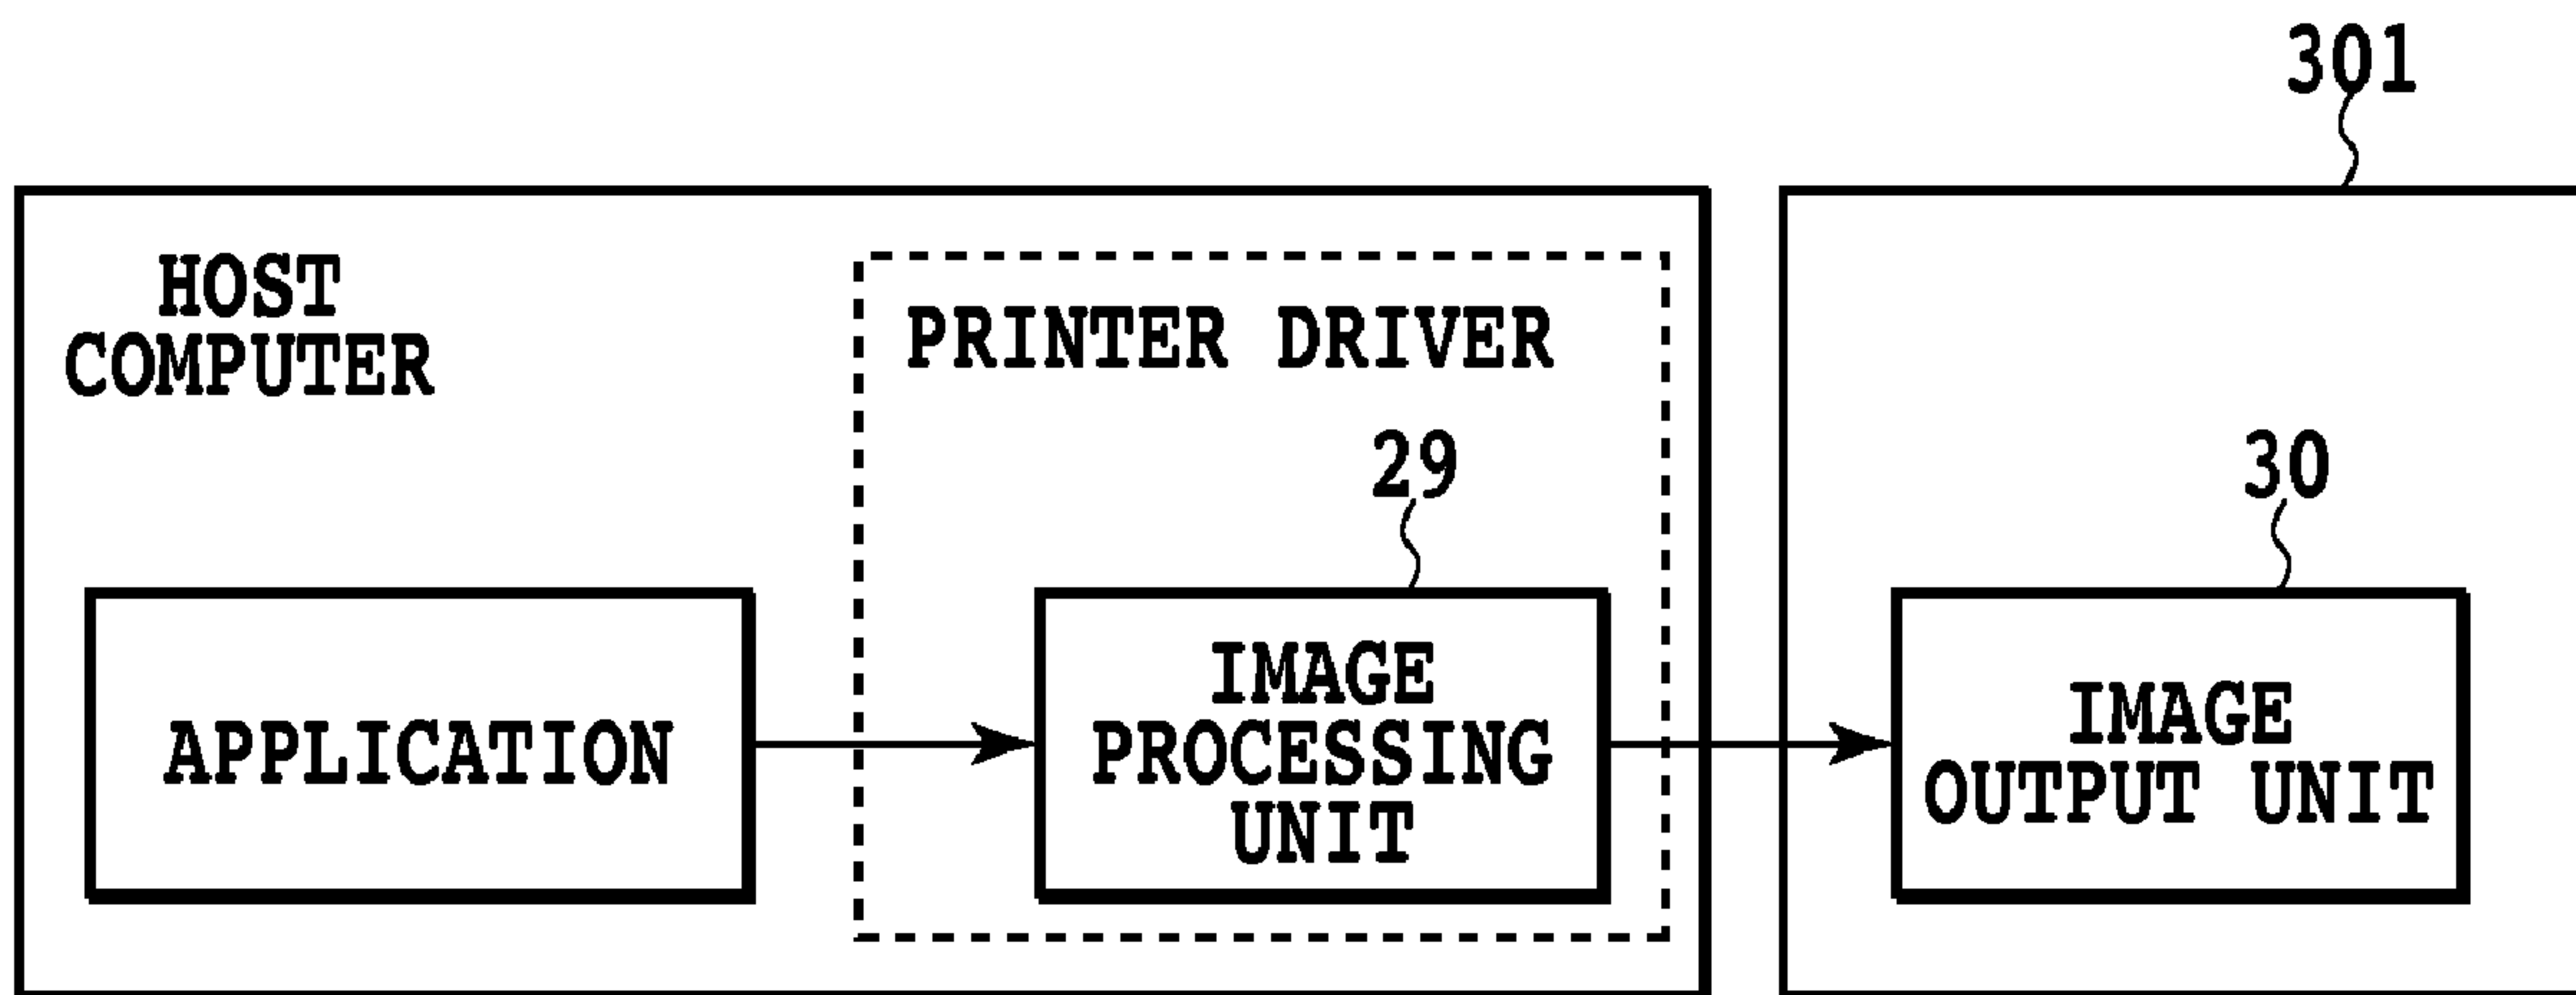 301
HOST
COMPUTER
PRINTER DRIVER
29
30
APPLICATION
IMAGE
PROCESSING
UNIT
IMAGE
OUTPUT UNIT